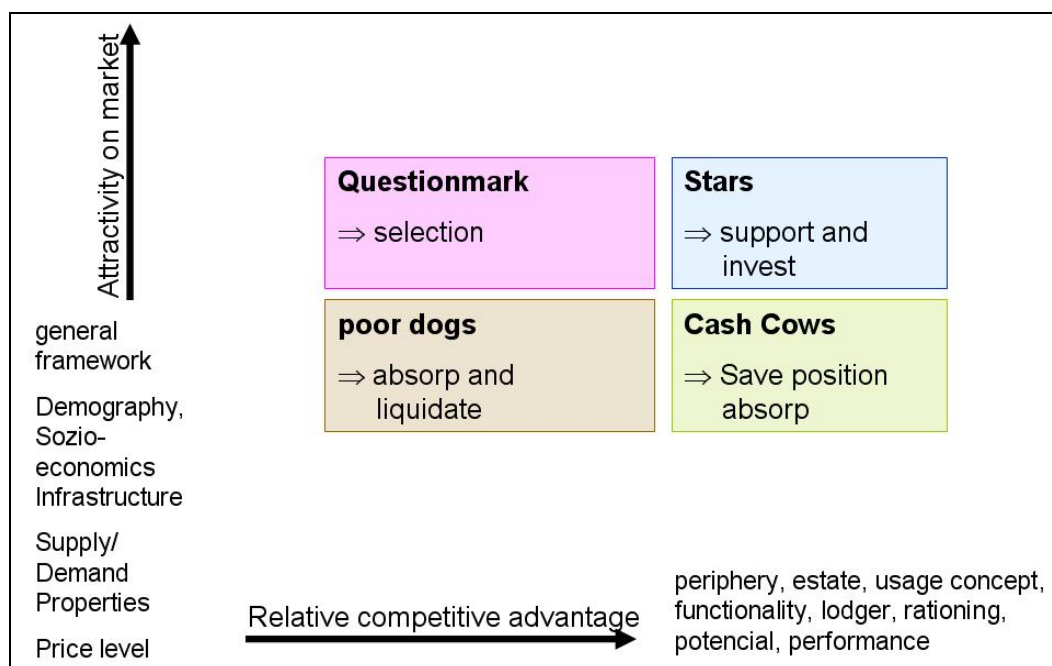 Attractivity on market
Questionmark
⇒ selection
Stars
⇒ support and
invest
poor dogs
⇒ absorp and
liquidate
Cash Cows
⇒ Save position
absorp
general
framework
Demography,
Sozio-
economics
Infrastructure
Supply/
Demand
Properties
Price level
Relative competitive advantage
periphery, estate, usage concept,
functionality, lodger, rationing,
potencial, performance